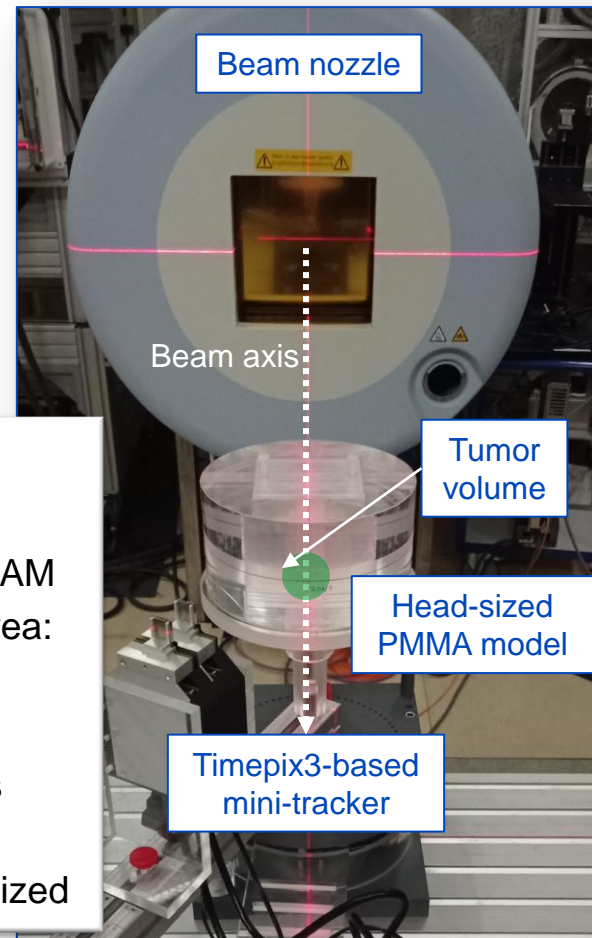 Beam nozzle
Beam axis
Tumor
volume
AM
ea:
Head-sized
PMMA model
Timepix3-based
mini-tracker
ized